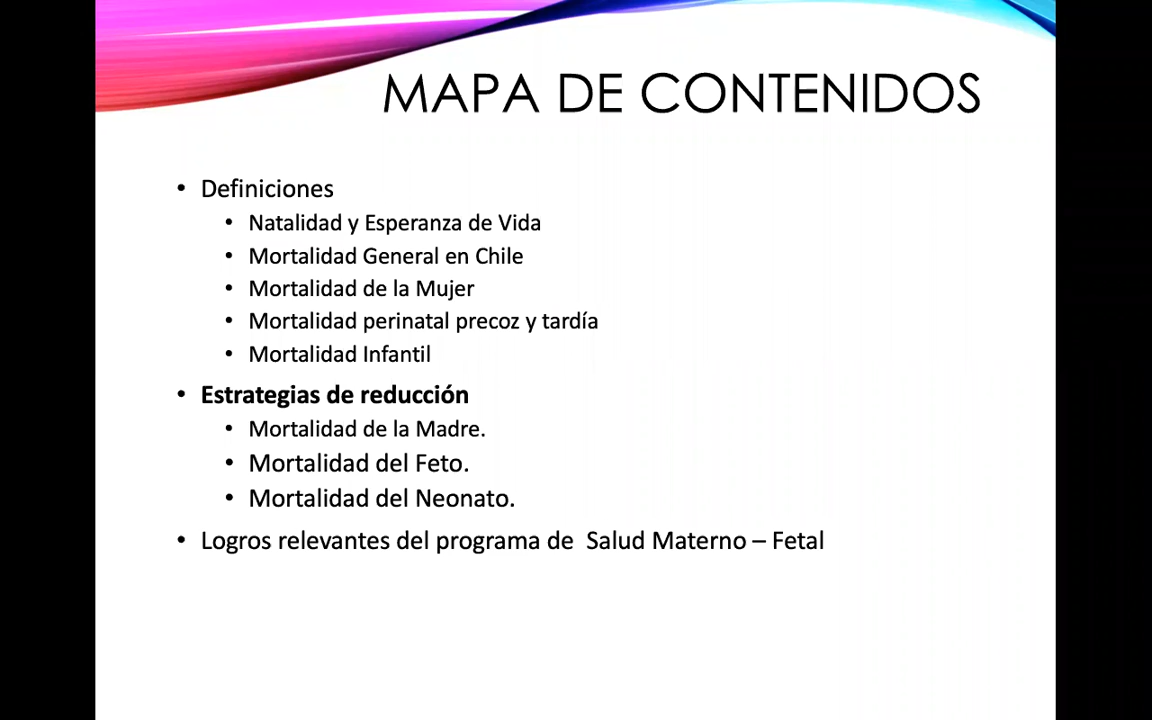 MAPA DE CONTENIDOS
• Definiciones
• Natalidad y Esperanza de Vida
• Mortalidad General en Chile
• Mortalidad de la Mujer
• Mortalidad perinatal precoz y tardía
• Mortalidad Infantil
• Estrategias de reducción
• Mortalidad de la Madre.
• Mortalidad del Feto.
• Mortalidad del Neonato.
• Logros relevantes del programa de  Salud Materno – Fetal